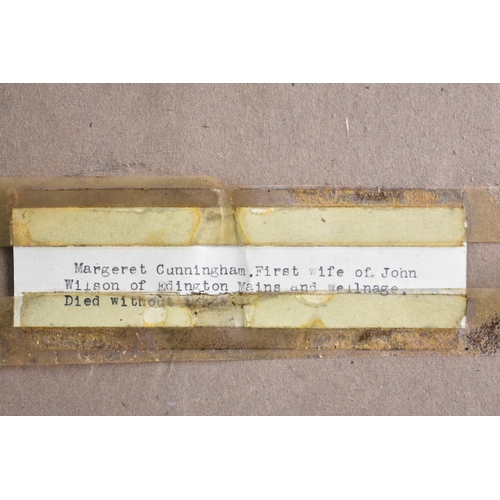 Margeret Cunningham.First wife of. John
Wilson of Edington Mains and Wellnage.
Died without